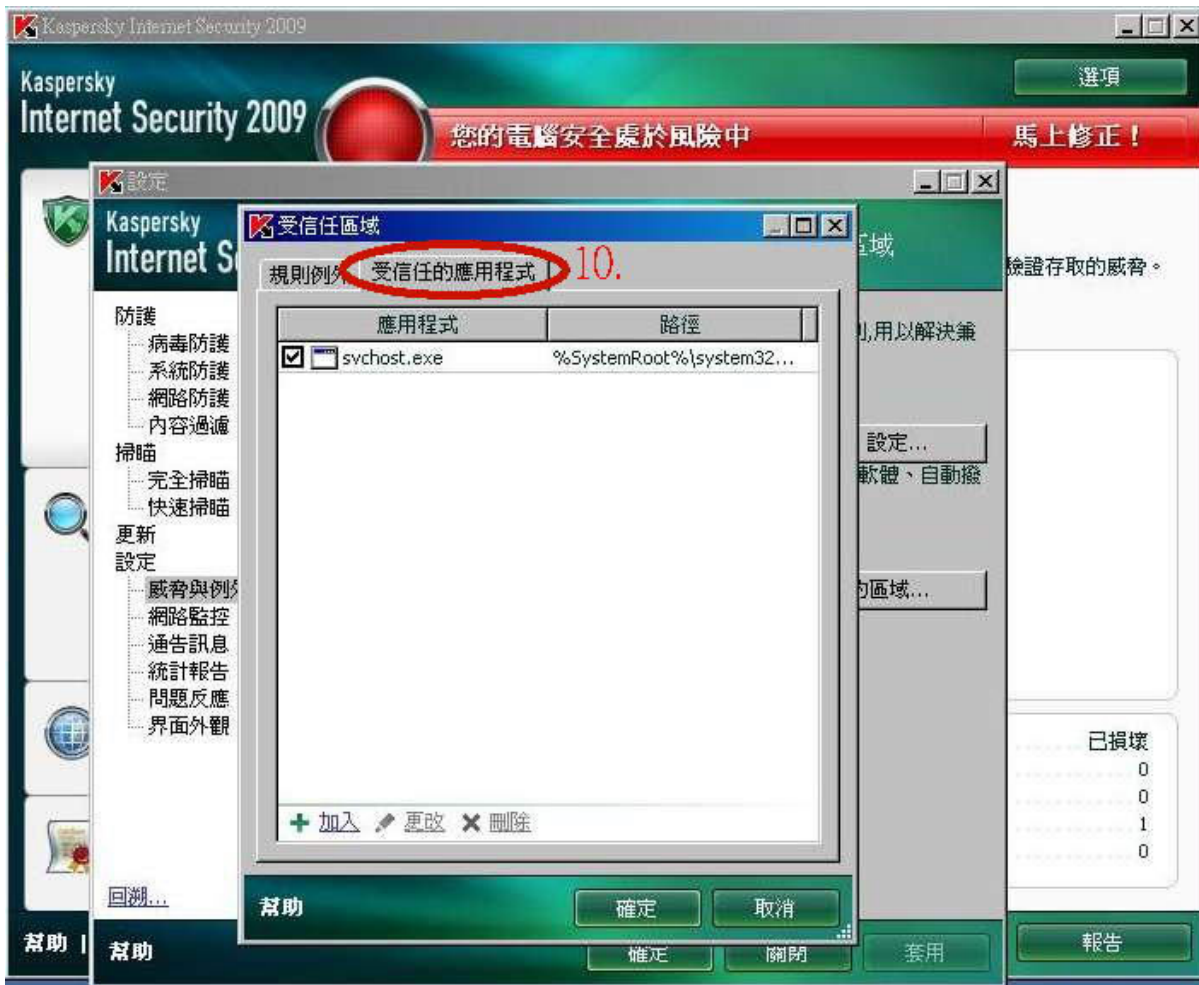 Kaspersky Internet Security 2009
Kaspersky
Internet Security 2009
選項
您的電腦安全處於風險中
馬上修正!
設定
Kaspersky
Internet S
區域
險證存取的威脅。
受信任區域
規則例外
受信任的應用程式
10.
應用程式
路徑
svchost.exe
%SystemRoot%\system32...
加入
更改
刪除
幫助
確定
取消
防護
病毒防護
系統防護
網路防護
內容過濾
掃瞄
完全掃瞄
快速掃瞄
更新
設定
威脅與例外
網路監控
通告訊息
統計報告
問題反應
界面外觀
回溯...
則,用以解決兼
設定...
軟體、自動撥
的區域...
已損壞
0
0
1
0
幫助
確定
關閉
套用
幫助 |
報告